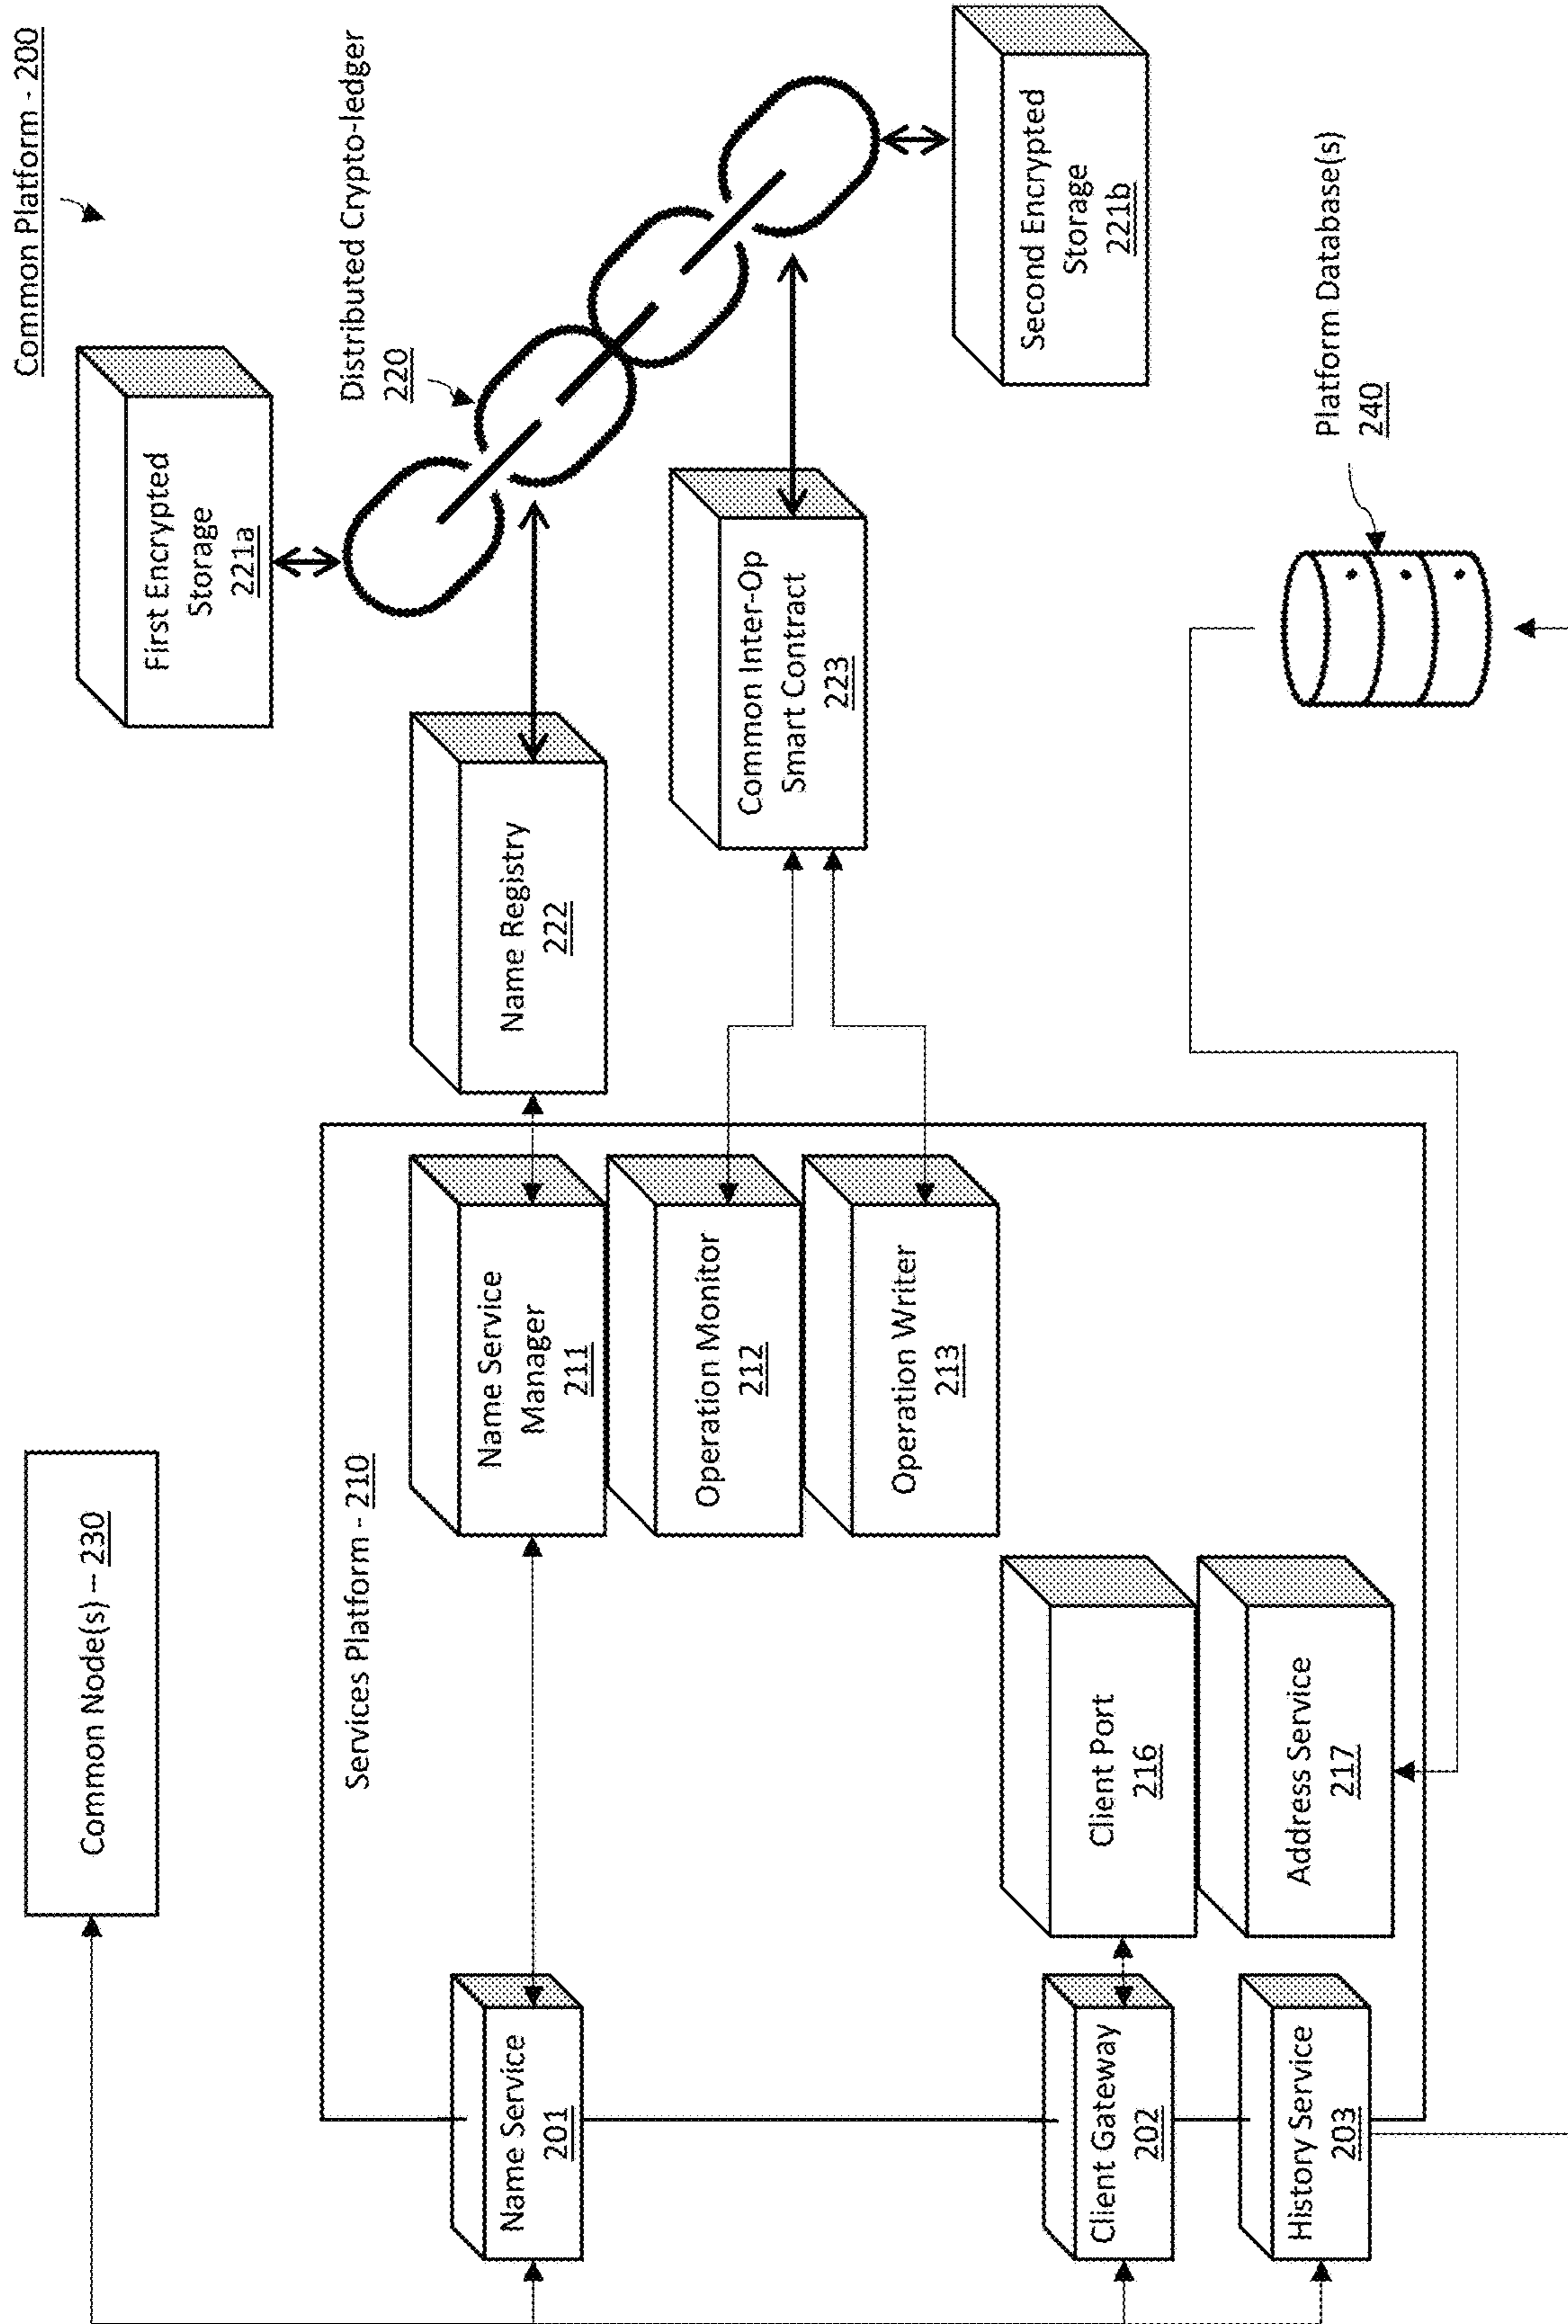 Common Platform - 200
Common Node(s) – 230
First Encrypted
Storage
221a
Distributed Crypto-ledger
220
Services Platform - 210
Name Service
201
Name Service
Manager
211
Name Registry
222
Operation Monitor
212
Common Inter-Op
Smart Contract
223
Operation Writer
213
Second Encrypted
Storage
221b
Client Gateway
202
Client Port
216
History Service
203
Address Service
217
Platform Database(s)
240